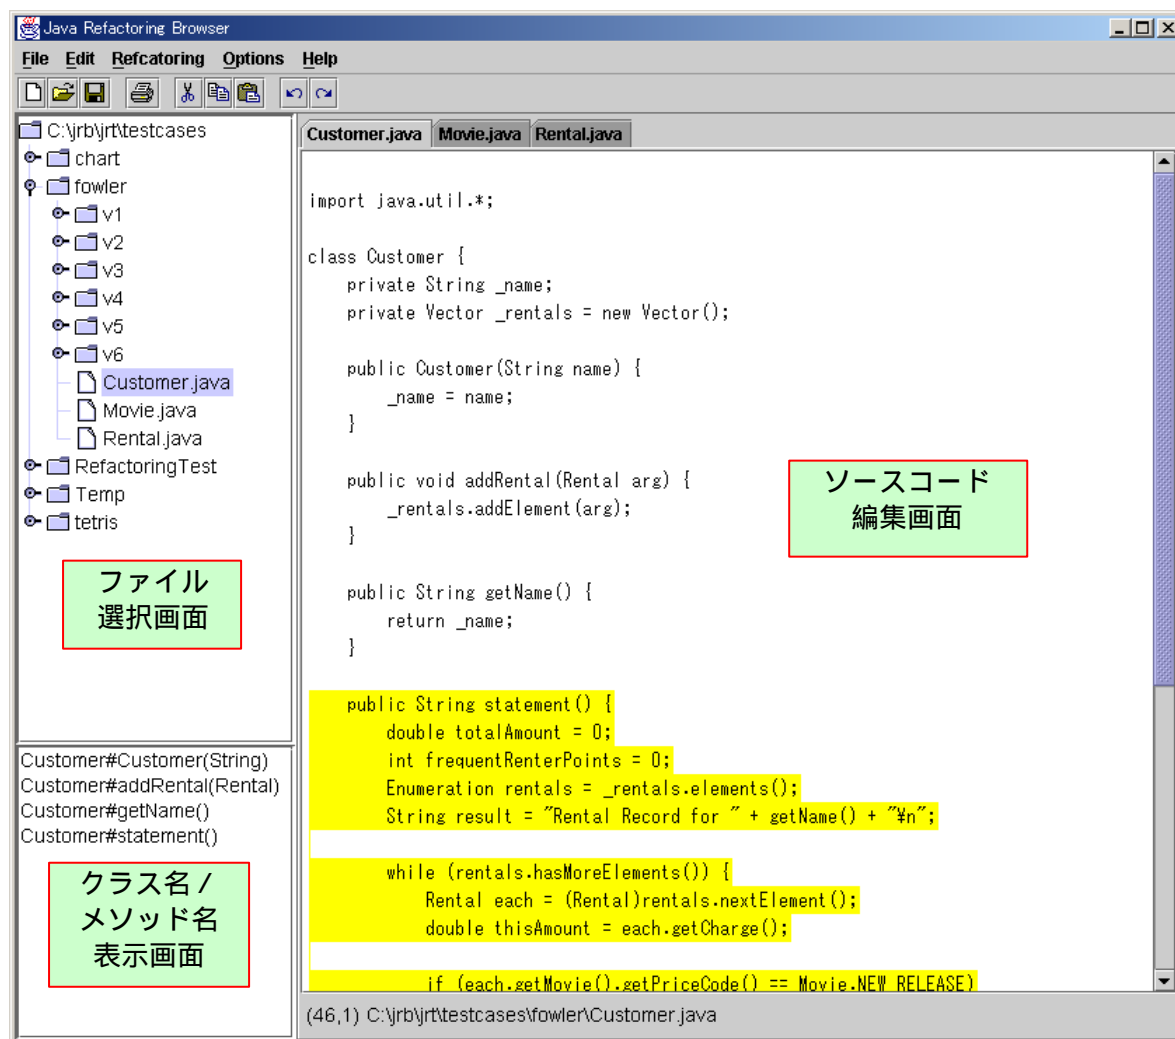 Java Refactoring Browser
File Edit Refcatoring Options Help
C:\jrb\jrt\testcases
chart
fowler
v1
v2
v3
v4
v5
v6
Customer.java
Movie.java
Rental.java
RefactoringTest
Temp
tetris
ファイル
選択画面
Customer#Customer(String)
Customer#addRental(Rental)
Customer#getName()
Customer#statement()
クラス名 /
メソッド名
表示画面
Customer.java Movie.java Rental.java
import java.util.*;
class Customer {
    private String _name;
    private Vector _rentals = new Vector();
    public Customer(String name) {
        _name = name;
    }
    public void addRental(Rental arg) {
        _rentals.addElement(arg);
    }
    public String getName() {
        return _name;
    }
    public String statement() {
        double totalAmount = 0;
        int frequentRenterPoints = 0;
        Enumeration rentals = _rentals.elements();
        String result = "Rental Record for " + getName() + "¥n";
        while (rentals.hasMoreElements()) {
            Rental each = (Rental)rentals.nextElement();
            double thisAmount = each.getCharge();
            if (each.getMovie().getPriceCode() == Movie.NEW_RELEASE)
ソースコード
編集画面
(46,1) C:\jrb\jrt\testcases\fowler\Customer.java